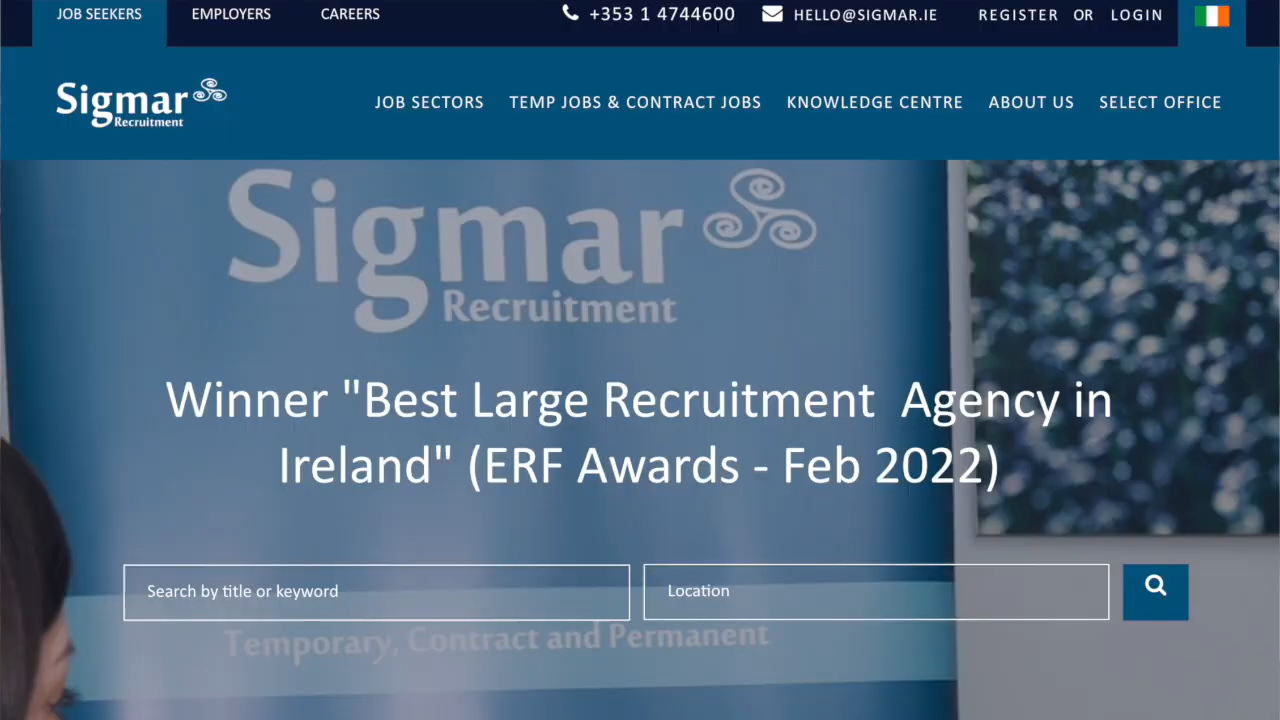 JOB SEEKERS EMPLOYERS CAREERS +353 1 4744600 HELLO@SIGMAR.IE REGISTER OR LOGIN
Sigmar
Recruitment
JOB SECTORS TEMP JOBS & CONTRACT JOBS KNOWLEDGE CENTRE ABOUT US SELECT OFFICE
Sigmar
Recruitment
Winner "Best Large Recruitment Agency in
Ireland" (ERF Awards - Feb 2022)
Search by title or keyword Location
Temporary, Contract and Permanent